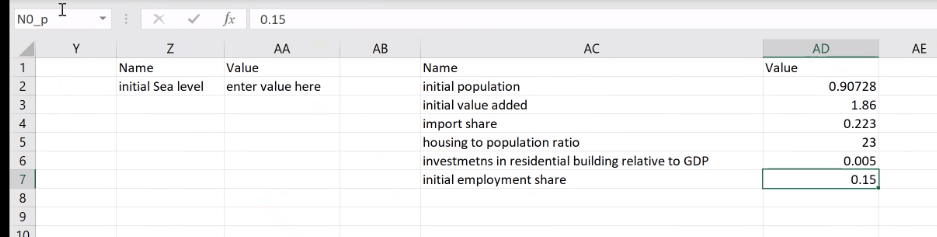 N0_p fx 0.15
Y Z AA AB AC AD AE
1 Name Value Name Value
2 initial Sea level enter value here initial population 0.90728
3 initial value added 1.86
4 import share 0.223
5 housing to population ratio 23
6 investmetns in residential building relative to GDP 0.005
7 initial employment share 0.15
8
9
10